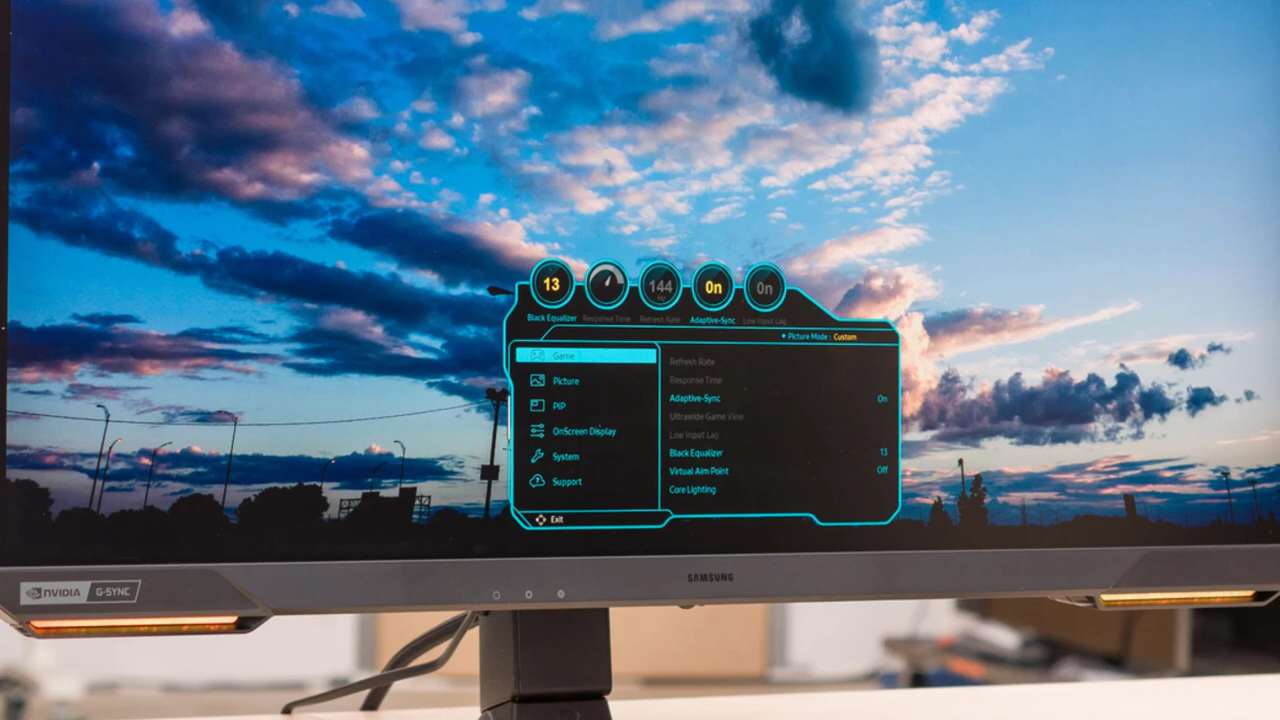 13
144
Hz
On
On
Black Equalizer
Response Time
Refresh Rate
Adaptive-Sync
Low Input Lag
Picture Mode : Custom
Game
Picture
PIP
OnScreen Display
System
Support
Refresh Rate
Response Time
Adaptive-Sync On
Ultrawide Game View
Low Input Lag
Black Equalizer 13
Virtual Aim Point Off
Core Lighting
Exit
NVIDIA G-SYNC
SAMSUNG